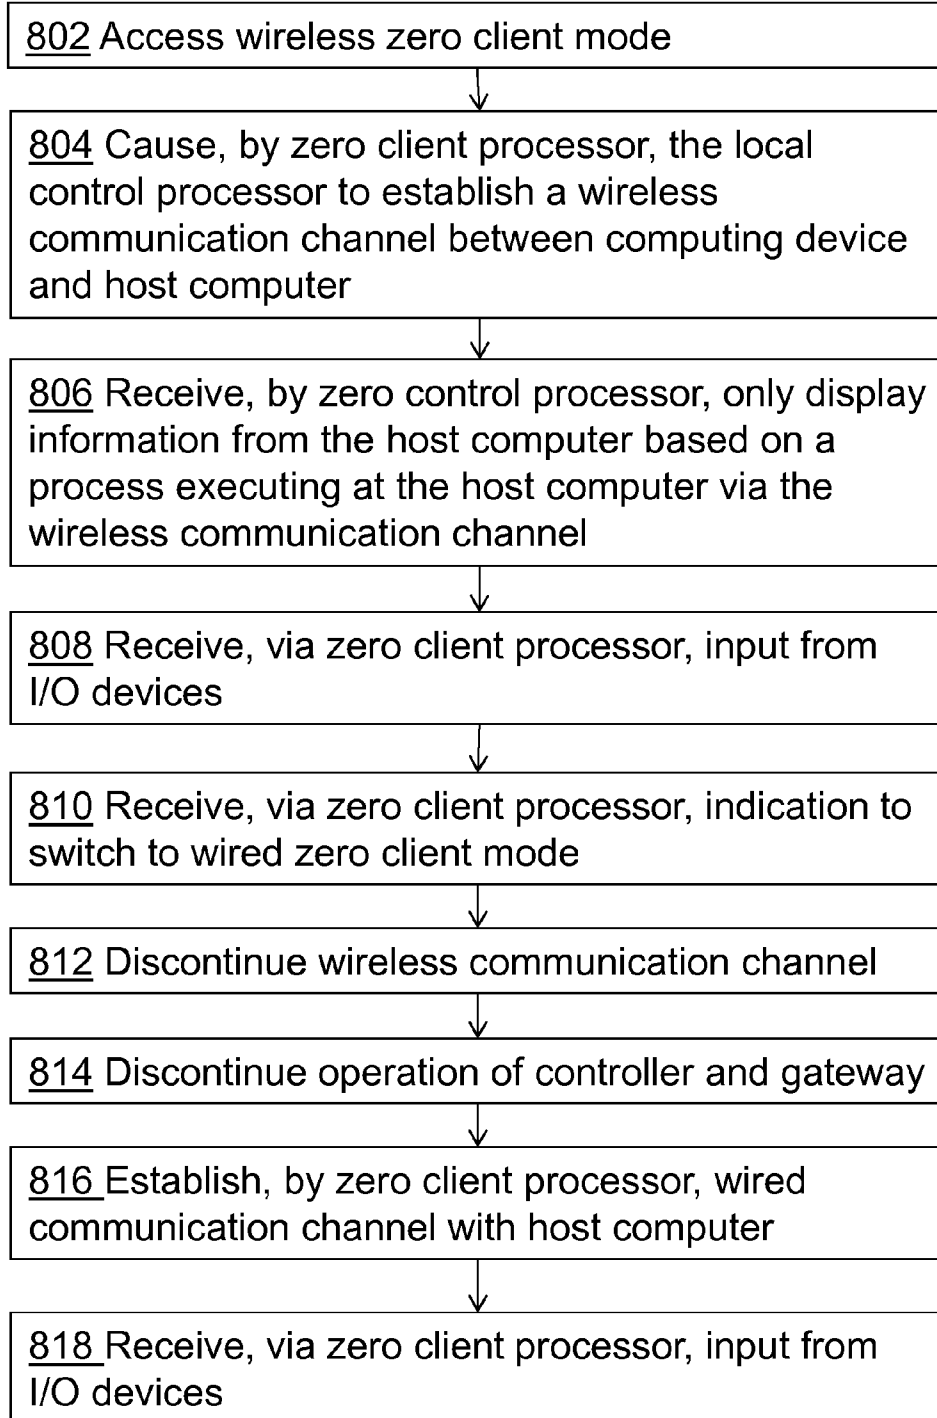 802 Access wireless zero client mode
804 Cause, by zero client processor, the local
control processor to establish a wireless
communication channel between computing device
and host computer
806 Receive, by zero control processor, only display
information from the host computer based on a
process executing at the host computer via the
wireless communication channel
808 Receive, via zero client processor, input from
I/O devices
810 Receive, via zero client processor, indication to
switch to wired zero client mode
812 Discontinue wireless communication channel
814 Discontinue operation of controller and gateway
816 Establish, by zero client processor, wired
communication channel with host computer
818 Receive, via zero client processor, input from
I/O devices